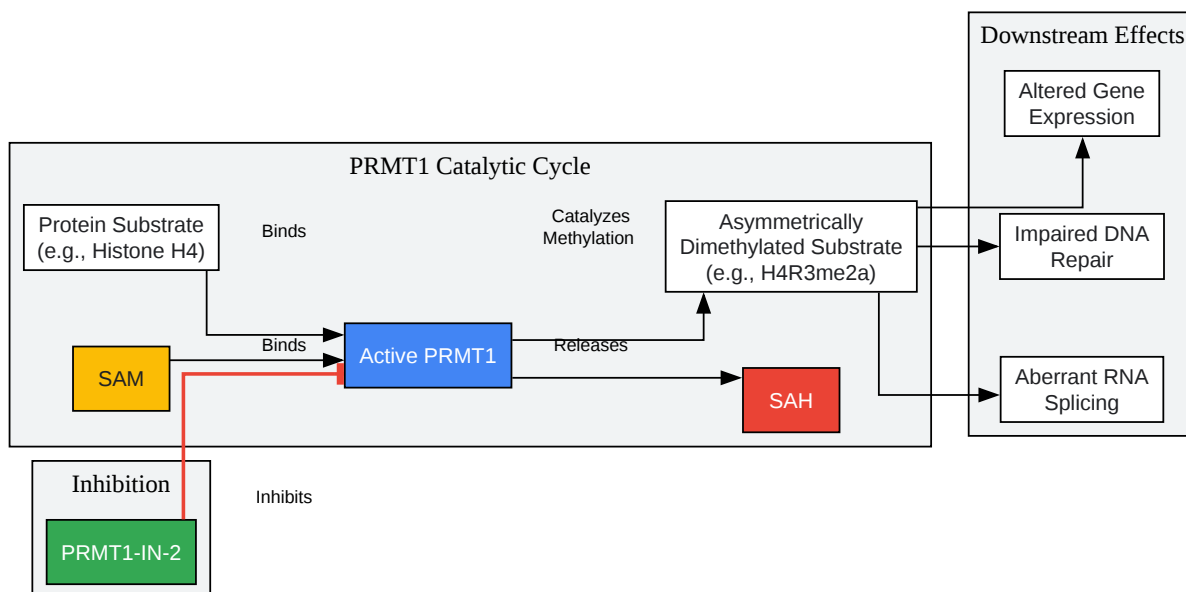 Downstream Effects
Altered Gene
Expression
PRMT1 Catalytic Cycle
Protein Substrate
(e.g., Histone H4)
Binds
Catalyzes
Methylation
Asymmetrically
Dimethylated Substrate
(e.g., H4R3me2a)
Impaired DNA
Repair
SAM
Binds
Active PRMT1
Releases
SAH
Aberrant RNA
Splicing
Inhibition
Inhibits
PRMT1-IN-2